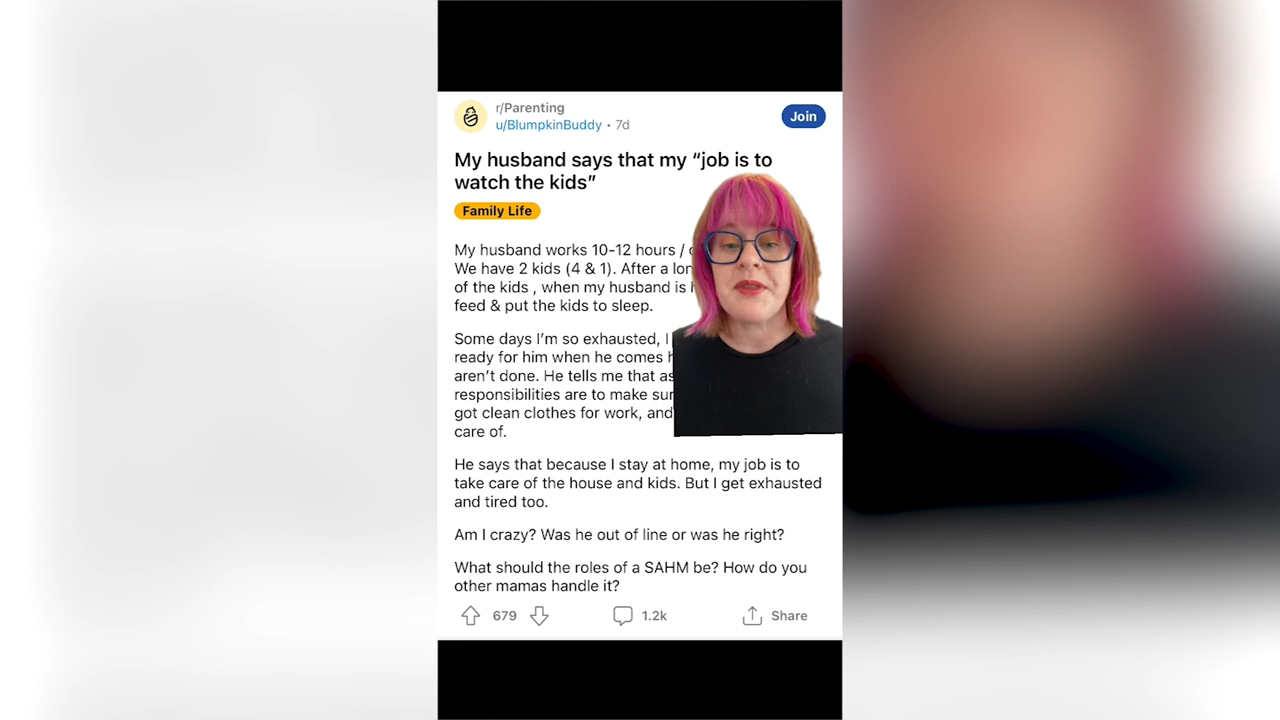 r/Parenting
u/BlumpkinBuddy • 7d
Join
My husband says that my “job is to
watch the kids”
Family Life
My husband works 10-12 hours /
We have 2 kids (4 & 1). After a
of the kids , when my husband is
feed & put the kids to sleep.
Some days I’m so exhausted, I
ready for him when he comes
aren’t done. He tells me that as
responsibilities are to make
got clean clothes for work, and
care of.
He says that because I stay at home, my job is to
take care of the house and kids. But I get exhausted
and tired too.
Am I crazy? Was he out of line or was he right?
What should the roles of a SAHM be? How do you
other mamas handle it?
679
1.2k
Share